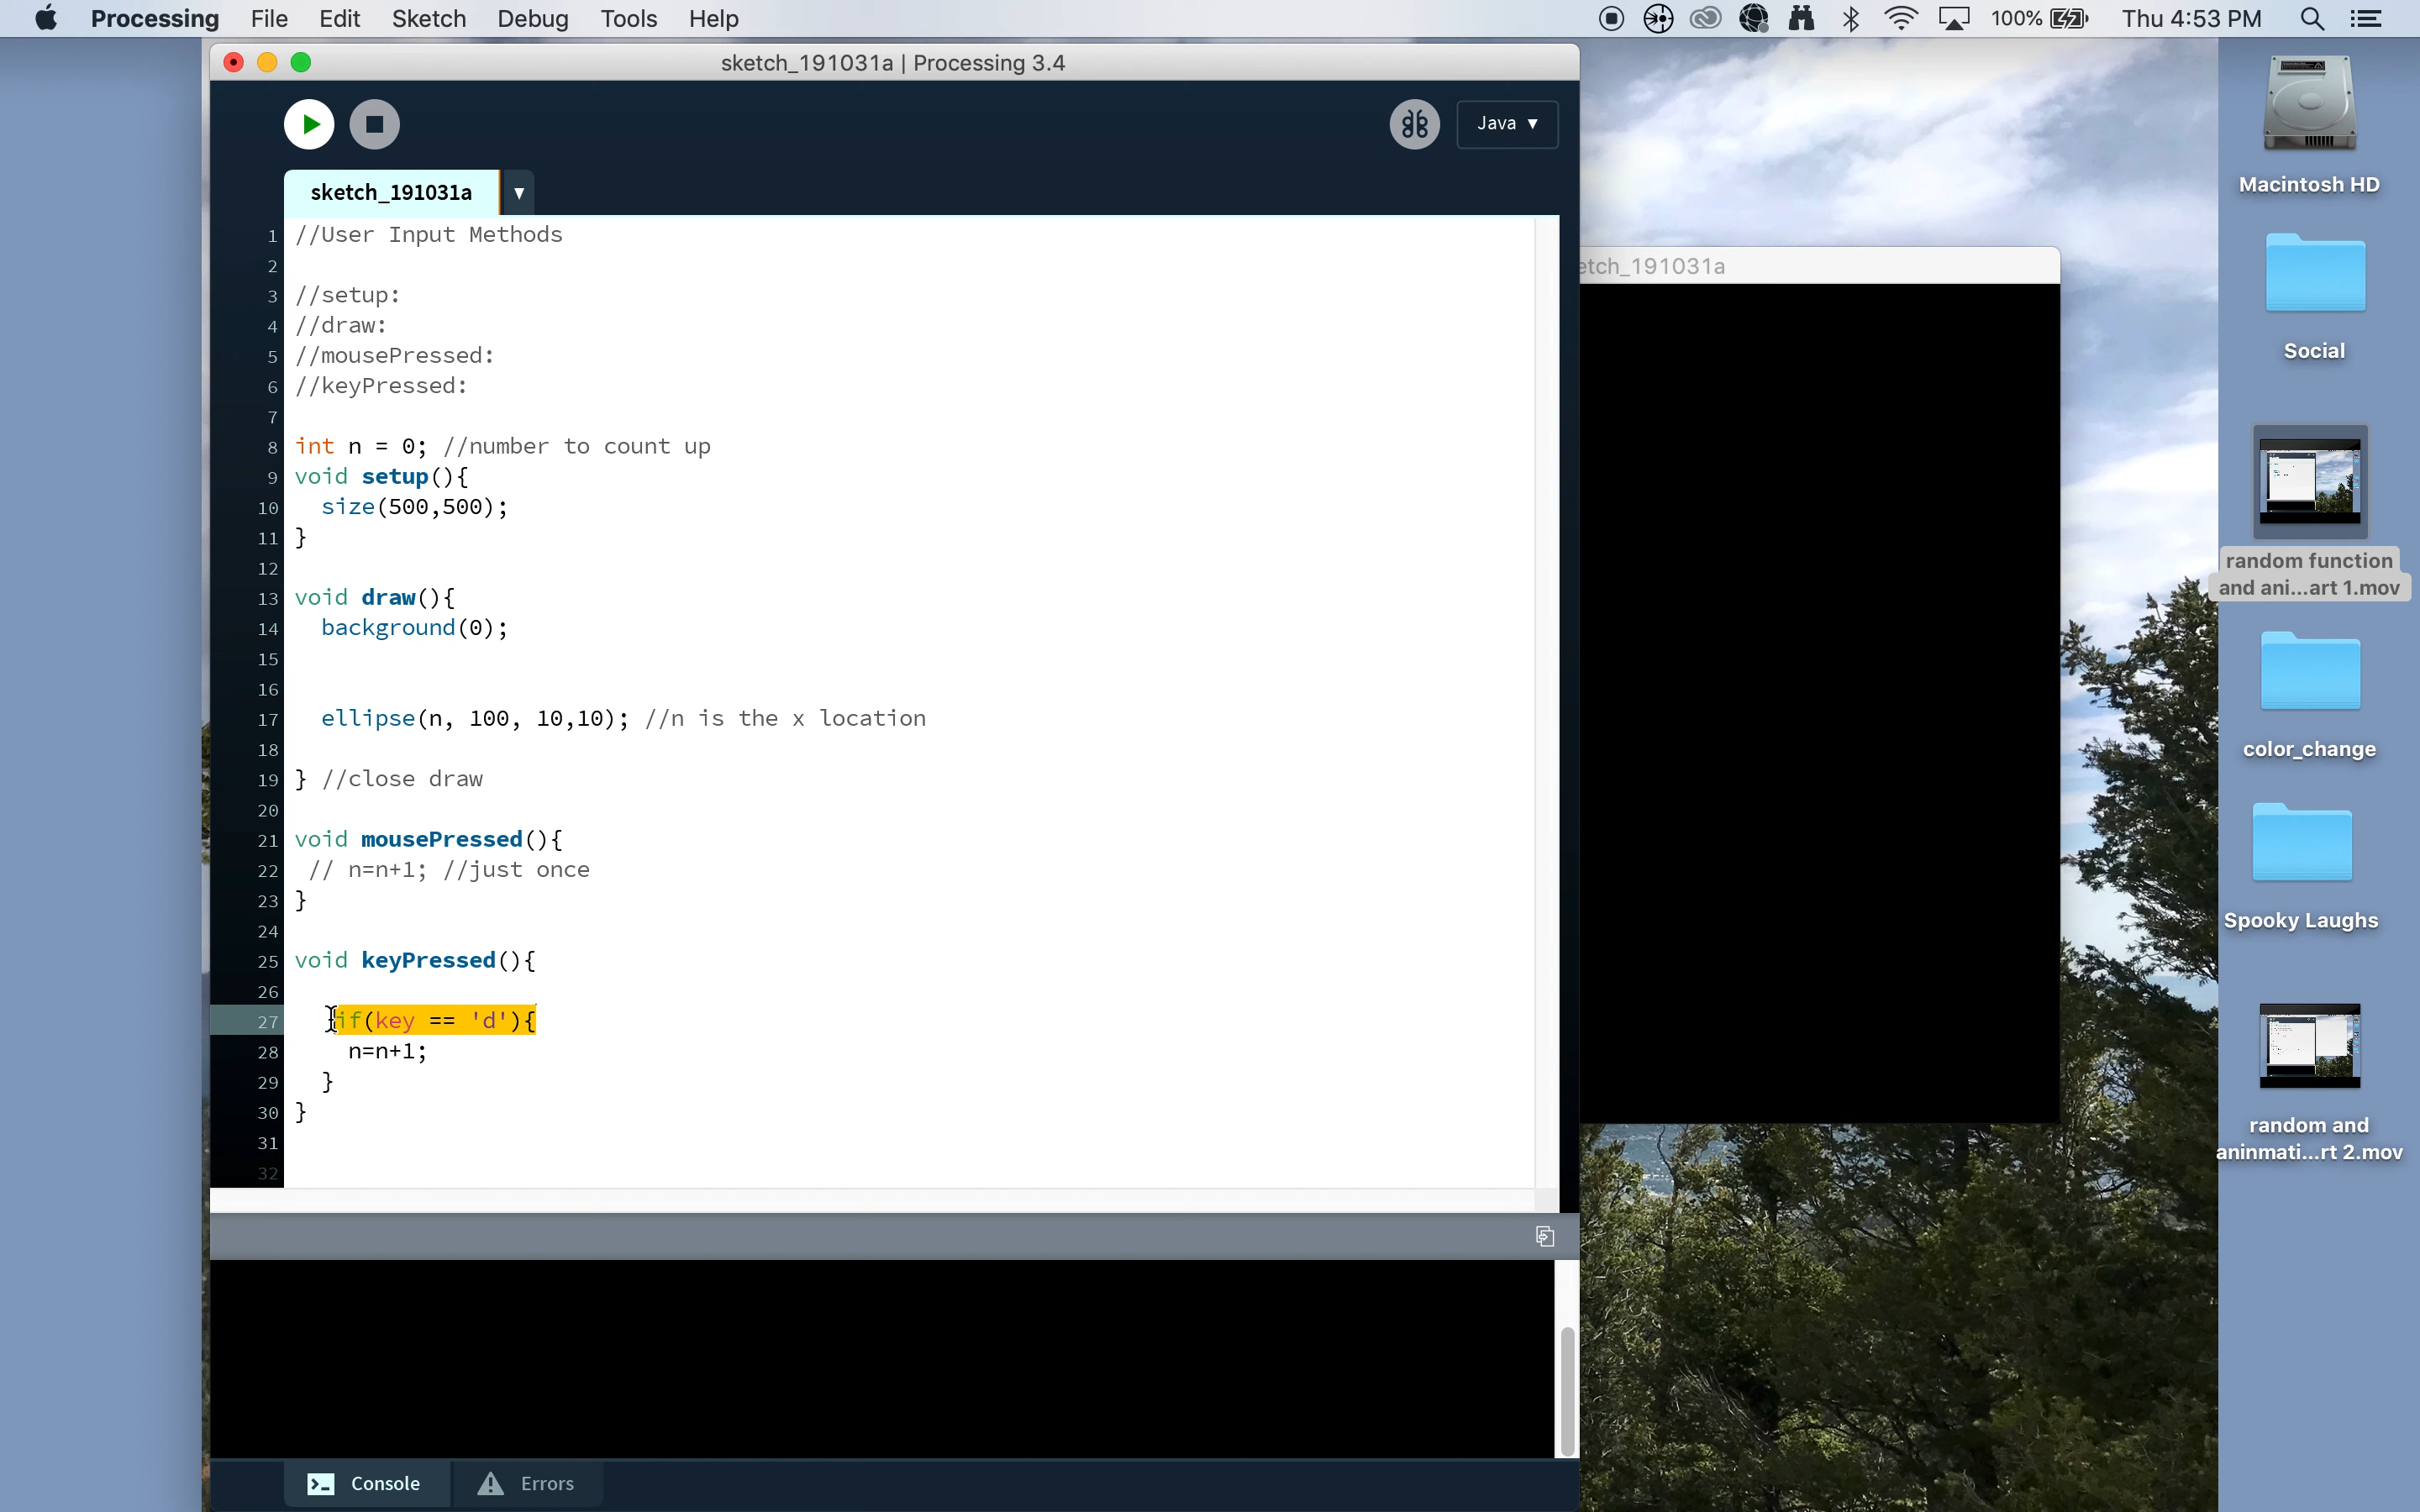 Processing File Edit Sketch Debug Tools Help 100% Thu 4:53 PM
sketch_191031a | Processing 3.4
Java ▼
sketch_191031a ▼
1 //User Input Methods
2
3 //setup:
4 //draw:
5 //mousePressed:
6 //keyPressed:
7
8 int n = 0; //number to count up
9 void setup(){
10 size(500,500);
11 }
12
13 void draw(){
14 background(0);
15
16
17 ellipse(n, 100, 10,10); //n is the x location
18
19 } //close draw
20
21 void mousePressed(){
22 // n=n+1; //just once
23 }
24
25 void keyPressed(){
26
27 if(key == 'd'){
28 n=n+1;
29 }
30 }
31
32
Console Errors
etch_191031a
Macintosh HD
Social
random function
and ani...art 1.mov
color_change
Spooky Laughs
random and
aninmati...rt 2.mov